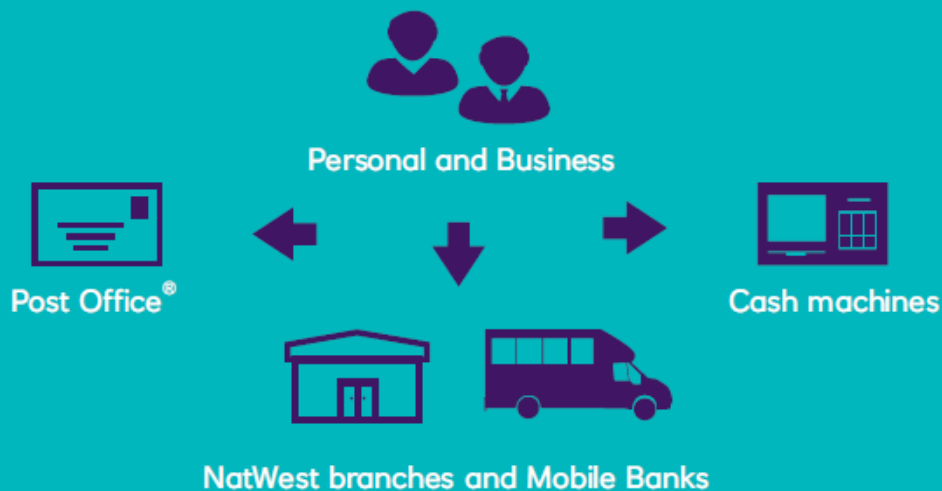 Personal and Business
Post Office®
Cash machines
NatWest branches and Mobile Banks